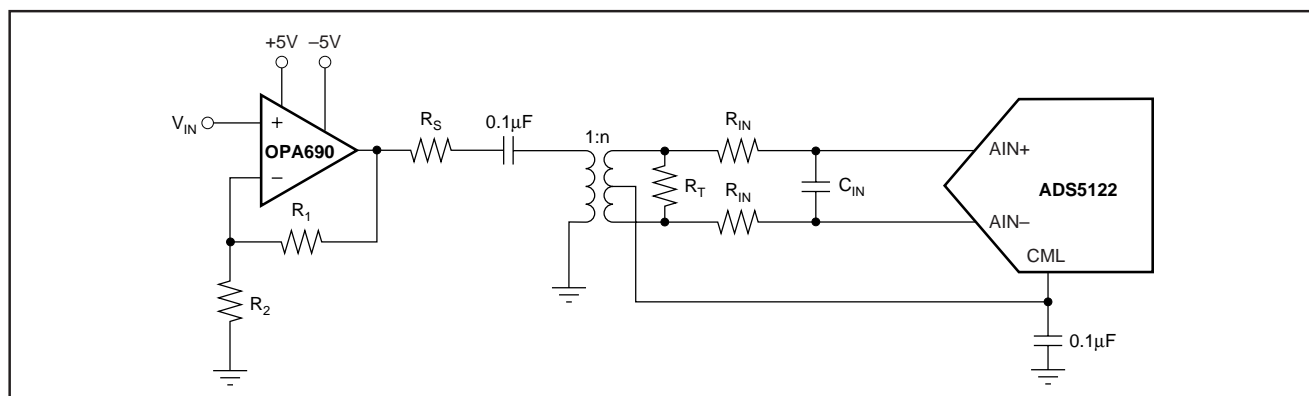 +5V
–5V
V_IN
+
OPA690
–
R_1
R_2
R_S
0.1µF
1:n
R_T
R_IN
R_IN
C_IN
AIN+
ADS5122
AIN–
CML
0.1µF